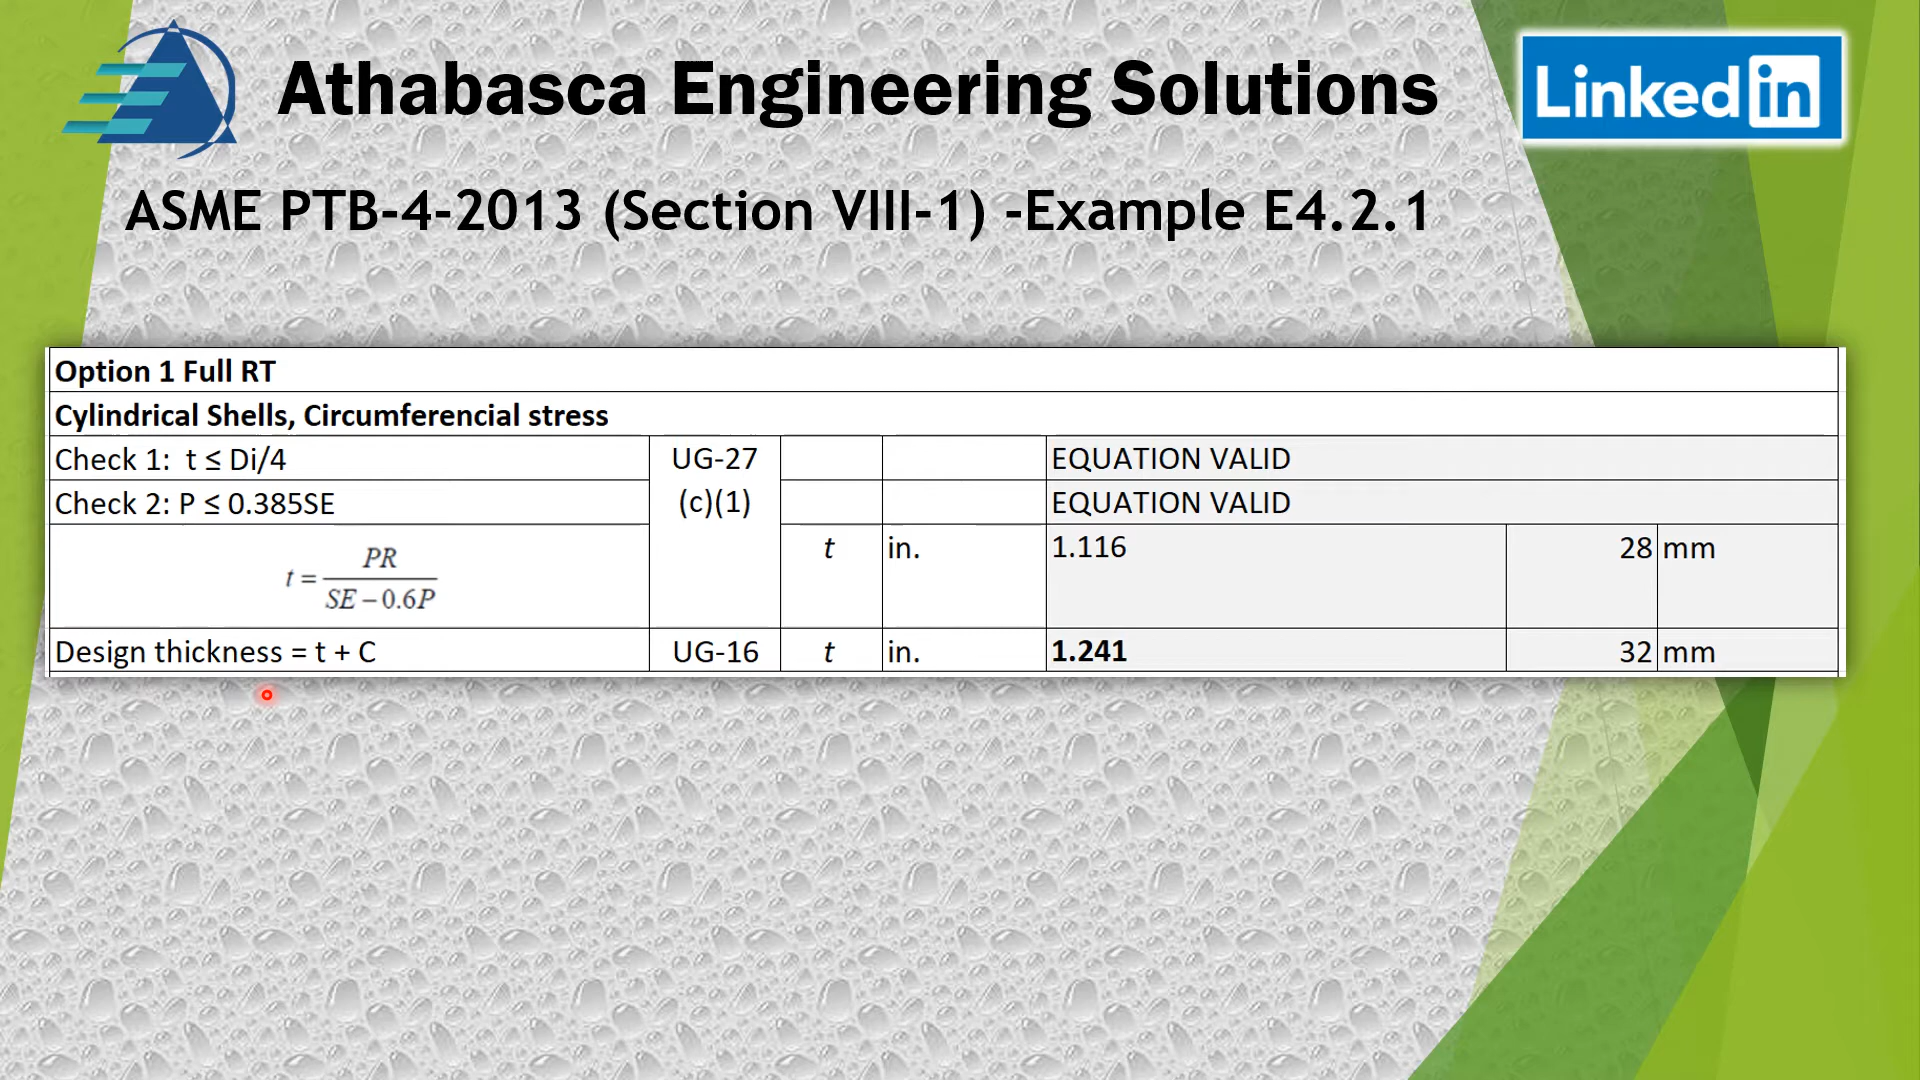 Athabasca Engineering Solutions
Linkedin
ASME PTB-4-2013 (Section VIII-1) -Example E4.2.1
Option 1 Full RT
Cylindrical Shells, Circumferencial stress
Check 1:  t ≤ Di/4 UG-27 EQUATION VALID
Check 2: P ≤ 0.385SE (c)(1) EQUATION VALID
t = PR / SE – 0.6P t in. 1.116 28 mm
Design thickness = t + C UG-16 t in. 1.241 32 mm